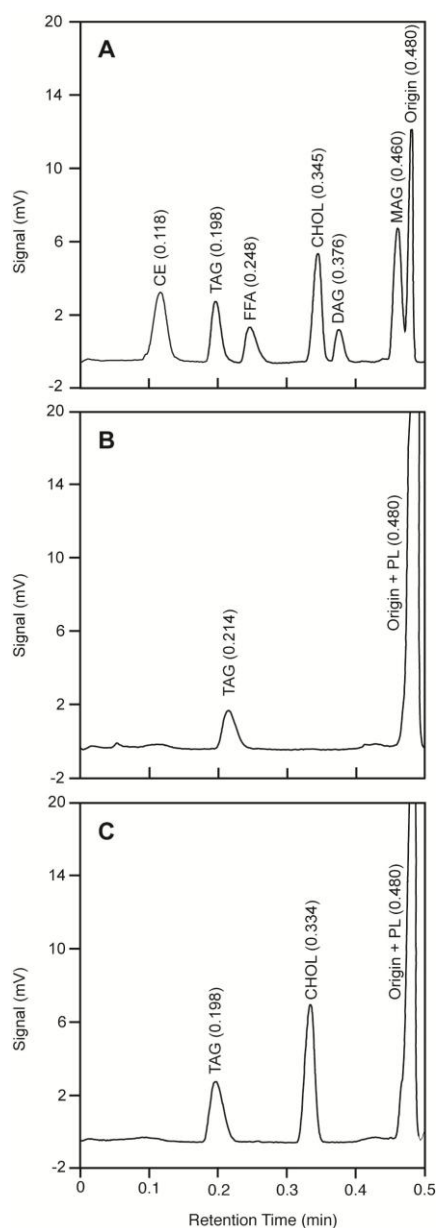 A
20
14
10
6
2
-2
Signal (mV)
CE (0.118)
TAG (0.198)
FFA (0.248)
CHOL (0.345)
DAG (0.376)
MAG (0.460)
Origin (0.480)
B
20
14
10
6
2
-2
Signal (mV)
TAG (0.214)
Origin + PL (0.480)
C
20
14
10
6
2
-2
Signal (mV)
TAG (0.198)
CHOL (0.334)
Origin + PL (0.480)
0 0.1 0.2 0.3 0.4 0.5
Retention Time (min)